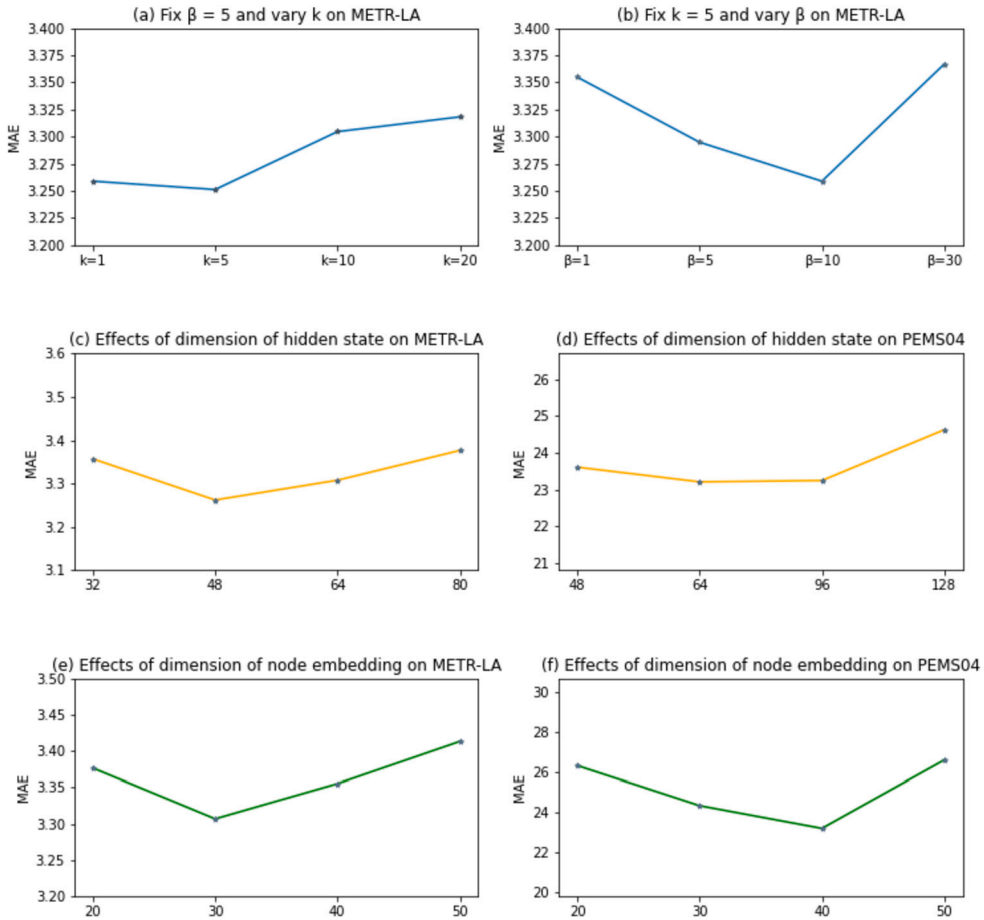 (a) Fix β = 5 and vary k on METR-LA
3.400
3.375
3.350
3.325
3.300
3.275
3.250
3.225
3.200
MAE
k=1 k=5 k=10 k=20
(b) Fix k = 5 and vary β on METR-LA
3.400
3.375
3.350
3.325
3.300
3.275
3.250
3.225
3.200
MAE
β=1 β=5 β=10 β=30
(c) Effects of dimension of hidden state on METR-LA
3.6
3.5
3.4
3.3
3.2
3.1
MAE
32 48 64 80
(d) Effects of dimension of hidden state on PEMS04
26
25
24
23
22
21
MAE
48 64 96 128
(e) Effects of dimension of node embedding on METR-LA
3.50
3.45
3.40
3.35
3.30
3.25
3.20
MAE
20 30 40 50
(f) Effects of dimension of node embedding on PEMS04
30
28
26
24
22
20
MAE
20 30 40 50